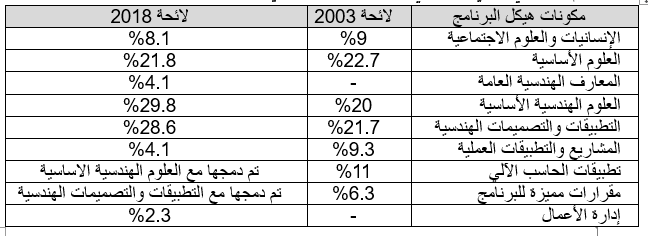 مكونات هيكل البرنامج لائحة 2003 لائحة 2018
الإنسانيات والعلوم الاجتماعية %9 %8.1
العلوم الأساسية %22.7 %21.8
المعارف الهندسية العامة - %4.1
العلوم الهندسية الأساسية %20 %29.8
التطبيقات والتصميمات الهندسية %21.7 %28.6
المشاريع والتطبيقات العملية %9.3 %4.1
تطبيقات الحاسب الآلي %11 تم دمجها مع العلوم الهندسية الاساسية
مقررات مميزة للبرنامج %6.3 تم دمجها مع التطبيقات والتصميمات الهندسية
إدارة الأعمال - %2.3